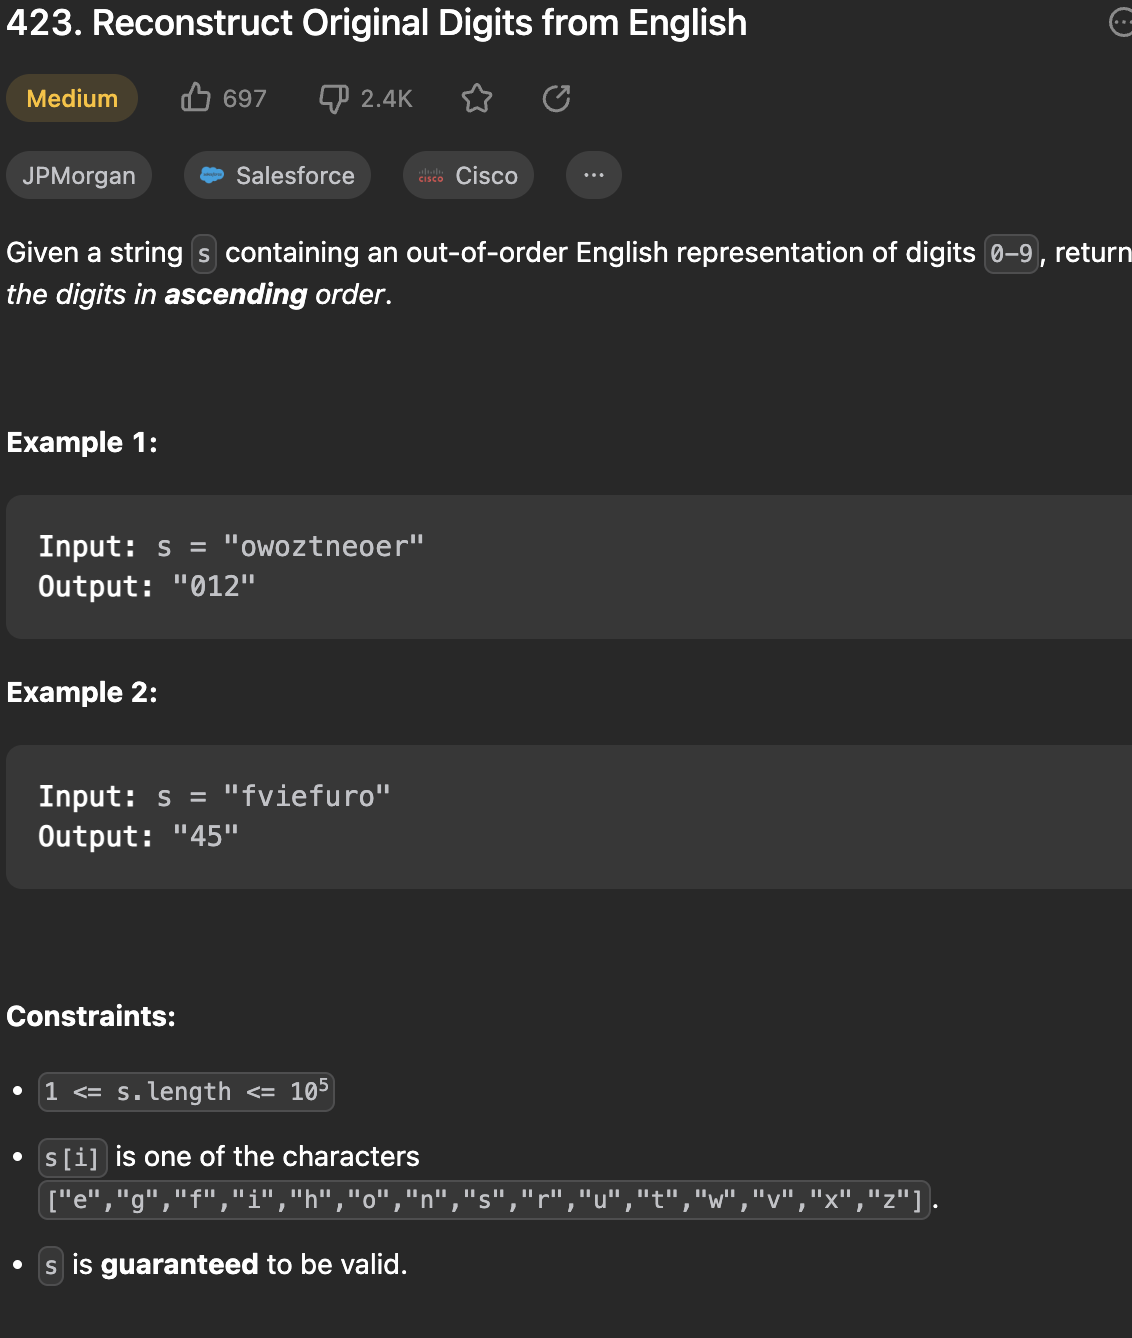 423. Reconstruct Original Digits from English
Medium 697 2.4K
JPMorgan Salesforce CISCO Cisco ...
Given a string s containing an out-of-order English representation of digits 0-9, return
the digits in ascending order.
Example 1:
Input: s = "owoztneoer"
Output: "012"
Example 2:
Input: s = "fviefuro"
Output: "45"
Constraints:
• 1 <= s.length <= 10⁵
• s[i] is one of the characters
["e","g","f","i","h","o","n","s","r","u","t","w","v","x","z"].
• s is guaranteed to be valid.